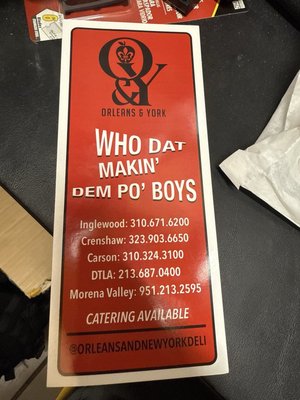 O
&Y
ORLEANS & YORK
WHO DAT
MAKIN'
DEM PO' BOYS
Inglewood: 310.671.6200
Crenshaw: 323.903.6650
Carson: 310.324.3100
DTLA: 213.687.0400
Morena Valley: 951.213.2595
CATERING AVAILABLE
@ORLEANSANDNEWYORKDELI